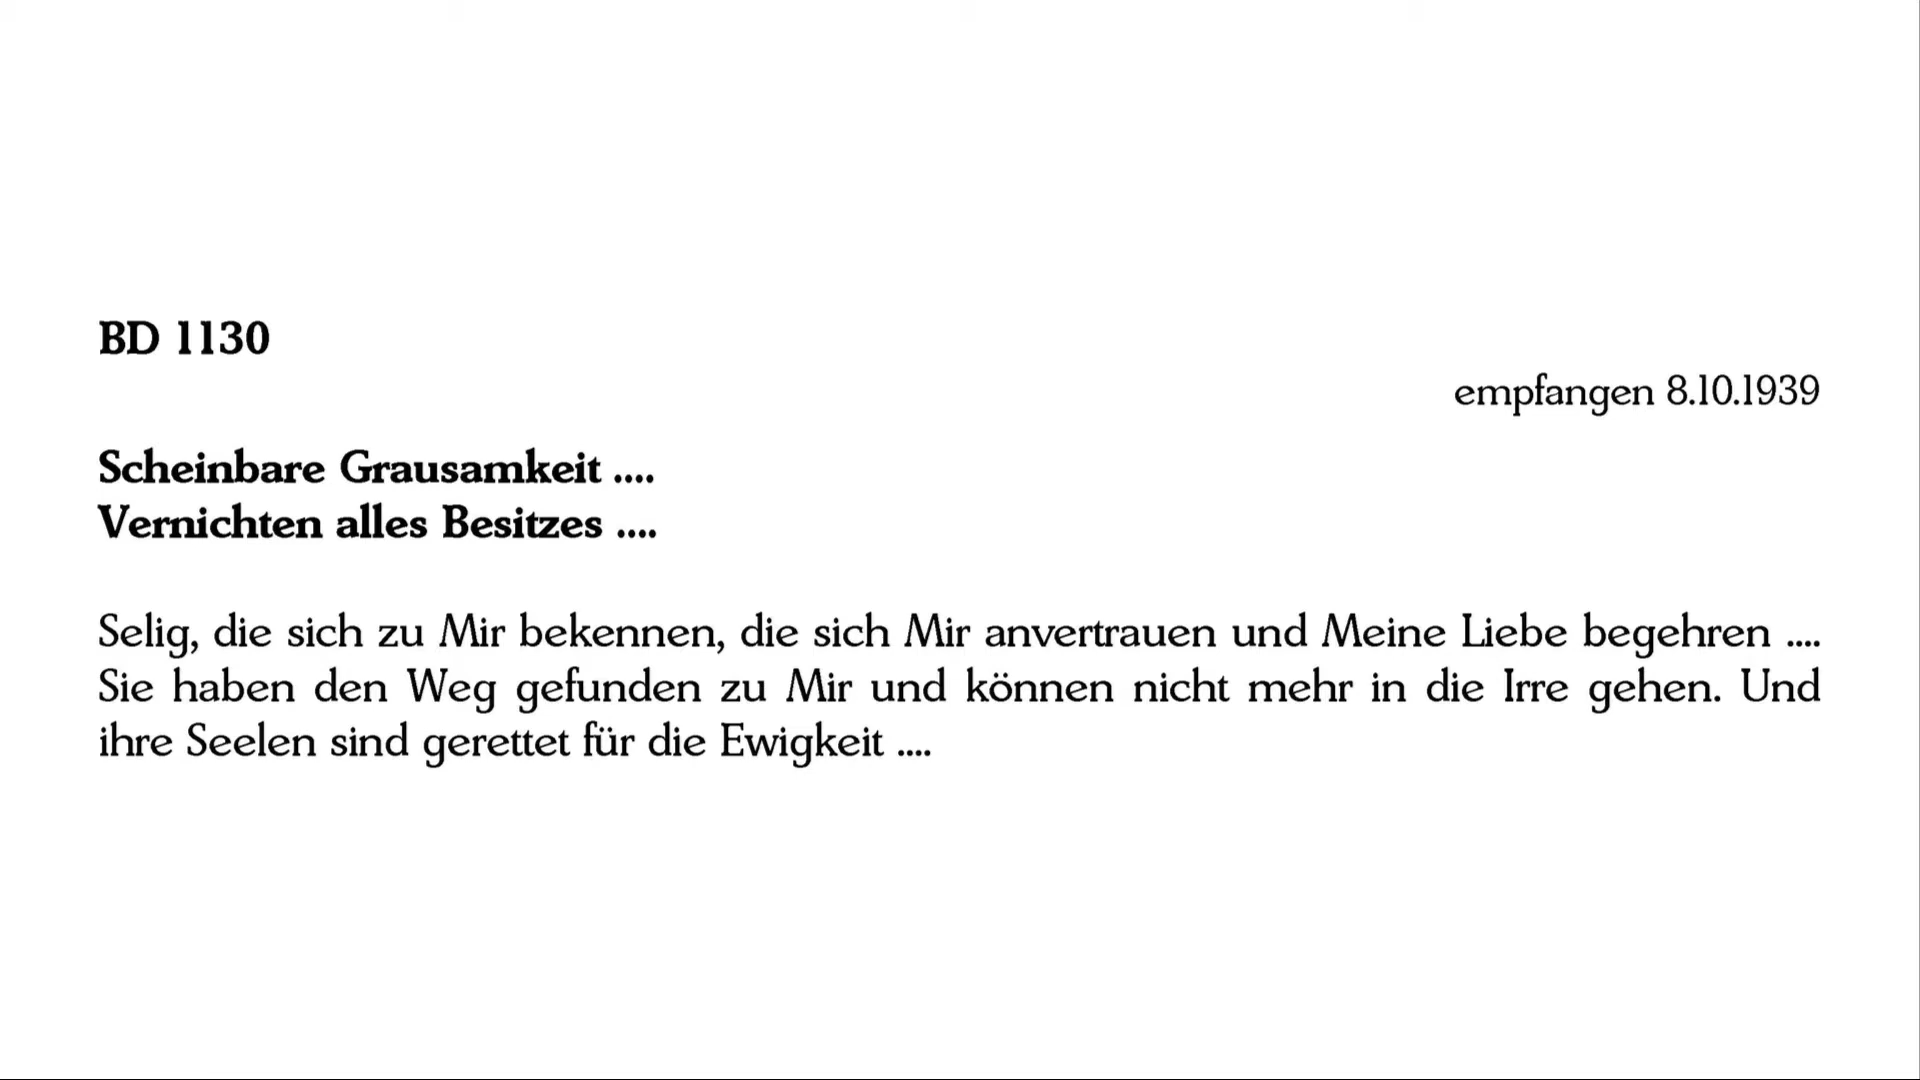 BD 1130
empfangen 8.10.1939
Scheinbare Grausamkeit ....
Vernichten alles Besitzes ....
Selig, die sich zu Mir bekennen, die sich Mir anvertrauen und Meine Liebe begehren ....
Sie haben den Weg gefunden zu Mir und können nicht mehr in die Irre gehen. Und
ihre Seelen sind gerettet für die Ewigkeit ....